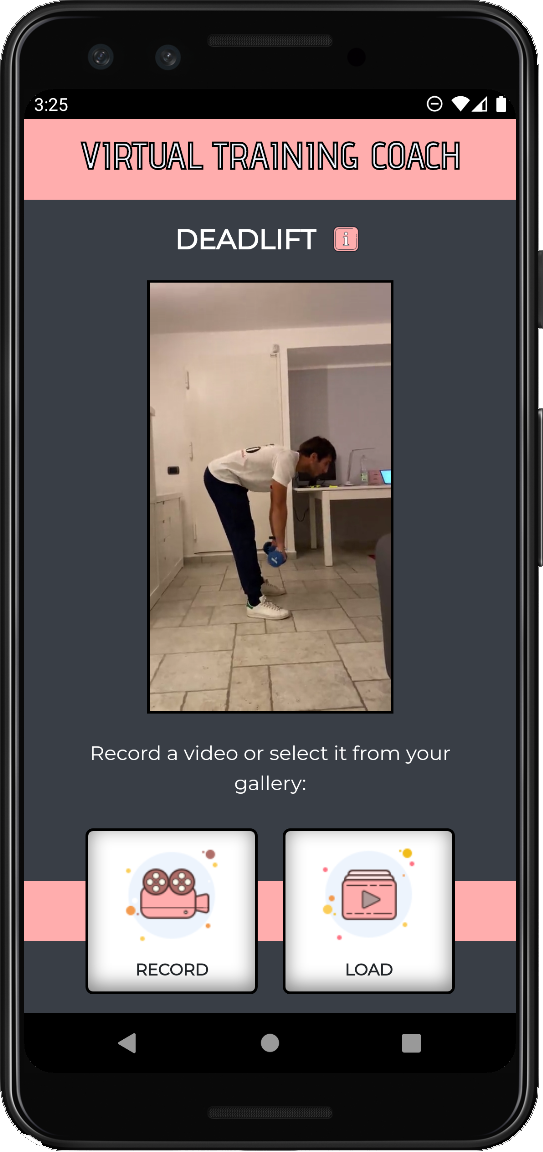 3:25
VIRTUAL TRAINING COACH
DEADLIFT i
Record a video or select it from your
gallery:
RECORD
LOAD